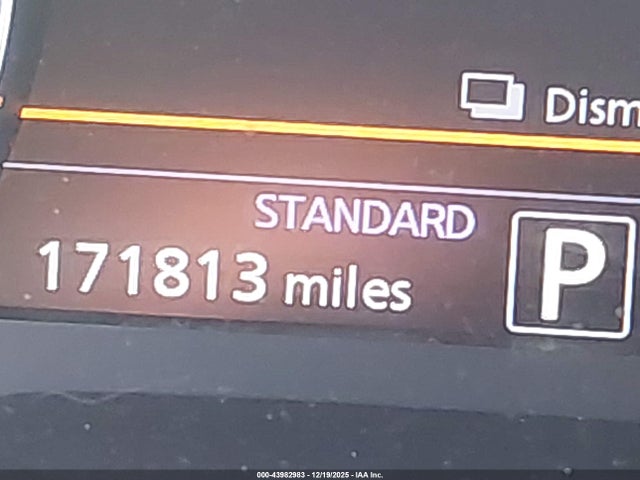 Dism
STANDARD
171813 miles
P
000-43982983 - 12/19/2025 - IAA Inc.